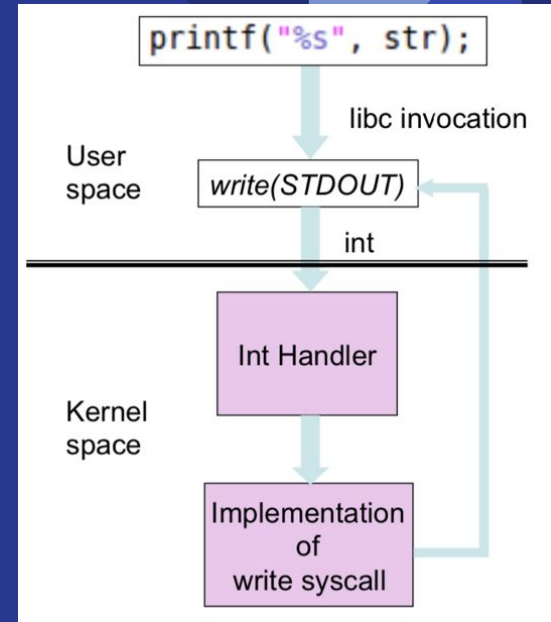 printf("%s", str);
libc invocation
User
space
write(STDOUT)
int
Int Handler
Kernel
space
Implementation
of
write syscall